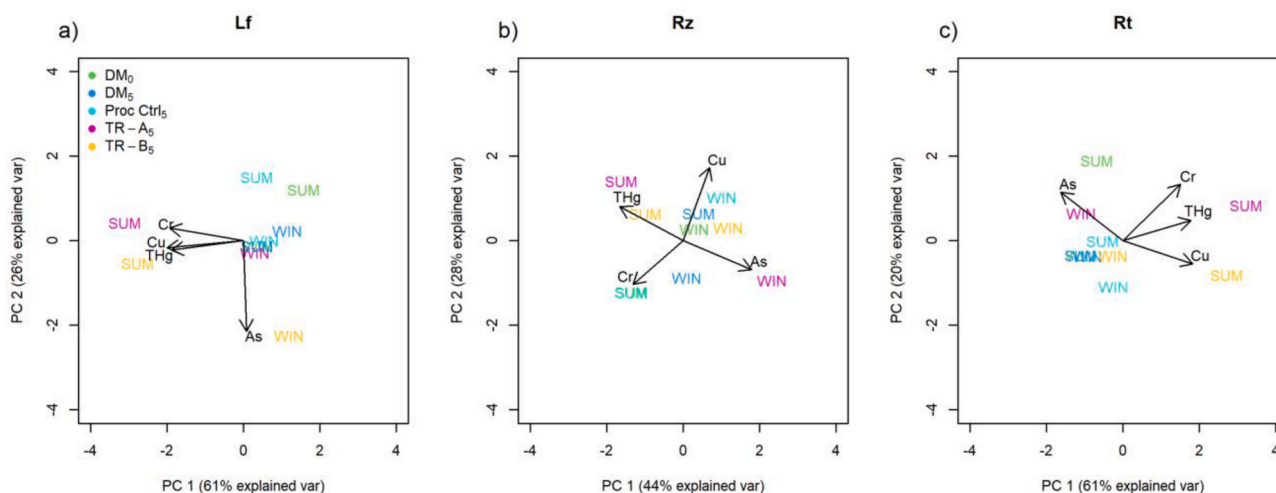 a) Lf
DM0
DM5
Proc Ctrl5
TR – A5
TR – B5
SUM
SUM
SUM
Cr
WIN
Cu
WIN
SUM
THg
WIN
SUM
As
WIN
4
2
0
-2
-4
-4 -2 0 2 4
PC 2 (26% explained var)
PC 1 (61% explained var)
b) Rz
Cu
SUM
THg
WIN
SUM
SUM
WIN
WIN
As
Cr
WIN
WIN
SUM
4
2
0
-2
-4
-4 -2 0 2 4
PC 2 (28% explained var)
PC 1 (44% explained var)
c) Rt
SUM
Cr
As
THg
SUM
WIN
SUM
WIN
WIN
Cu
SUM
WIN
4
2
0
-2
-4
-4 -2 0 2 4
PC 2 (20% explained var)
PC 1 (61% explained var)